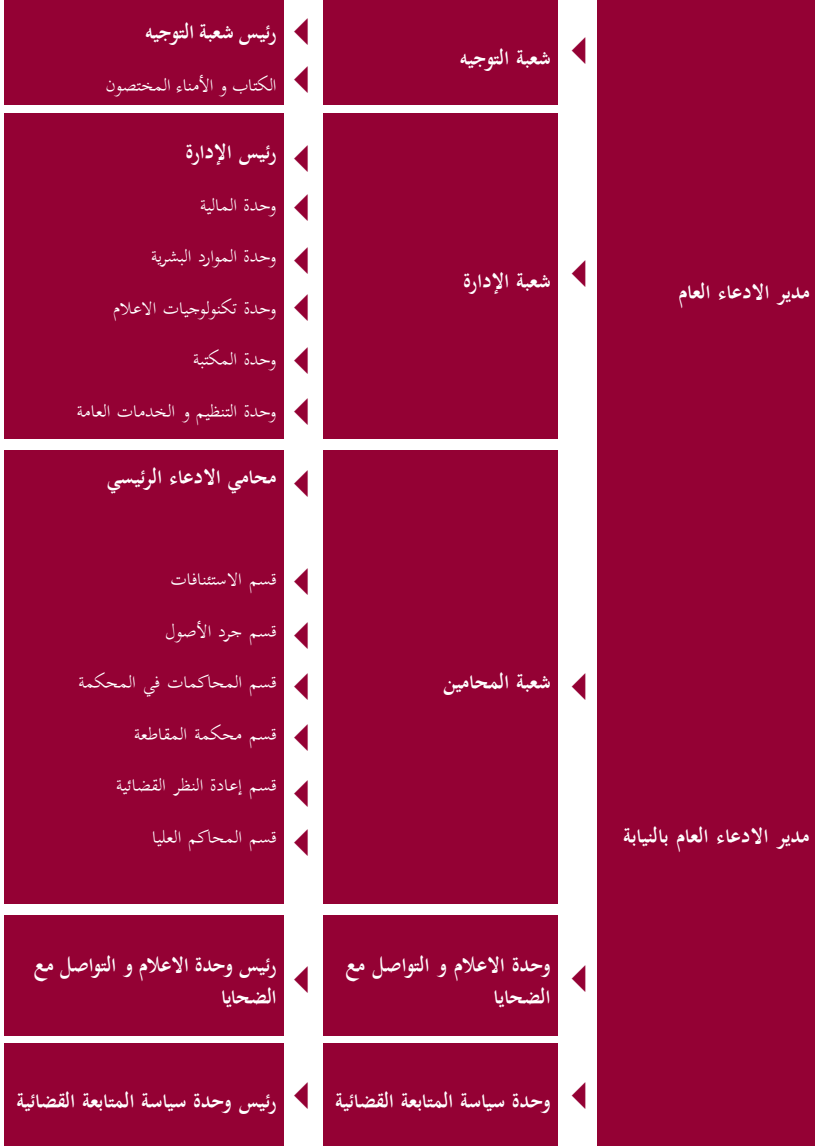 مدير الادعاء العام
مدير الادعاء العام بالنيابة
شعبة التوجيه
رئيس شعبة التوجيه
الكتاب و الأمناء المختصون
شعبة الإدارة
رئيس الإدارة
وحدة المالية
وحدة الموارد البشرية
وحدة تكنولوجيات الاعلام
وحدة المكتبة
وحدة التنظيم و الخدمات العامة
شعبة المحامين
محامي الادعاء الرئيسي
قسم الاستئنافات
قسم جرد الأصول
قسم المحاكمات في المحكمة
قسم محكمة المقاطعة
قسم إعادة النظر القضائية
قسم المحاكم العليا
وحدة الاعلام و التواصل مع
الضحايا
رئيس وحدة الاعلام و التواصل مع
الضحايا
وحدة سياسة المتابعة القضائية
رئيس وحدة سياسة المتابعة القضائية